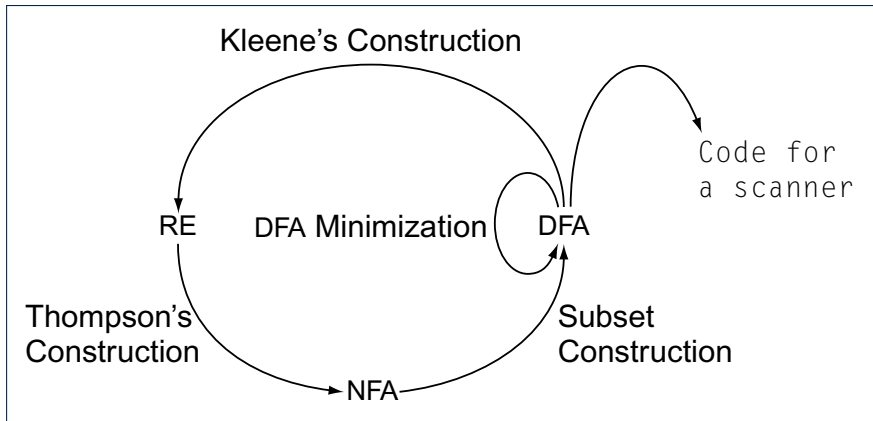 Kleene's Construction
Code for
a scanner
RE
DFA Minimization
DFA
Thompson's
Construction
Subset
Construction
NFA